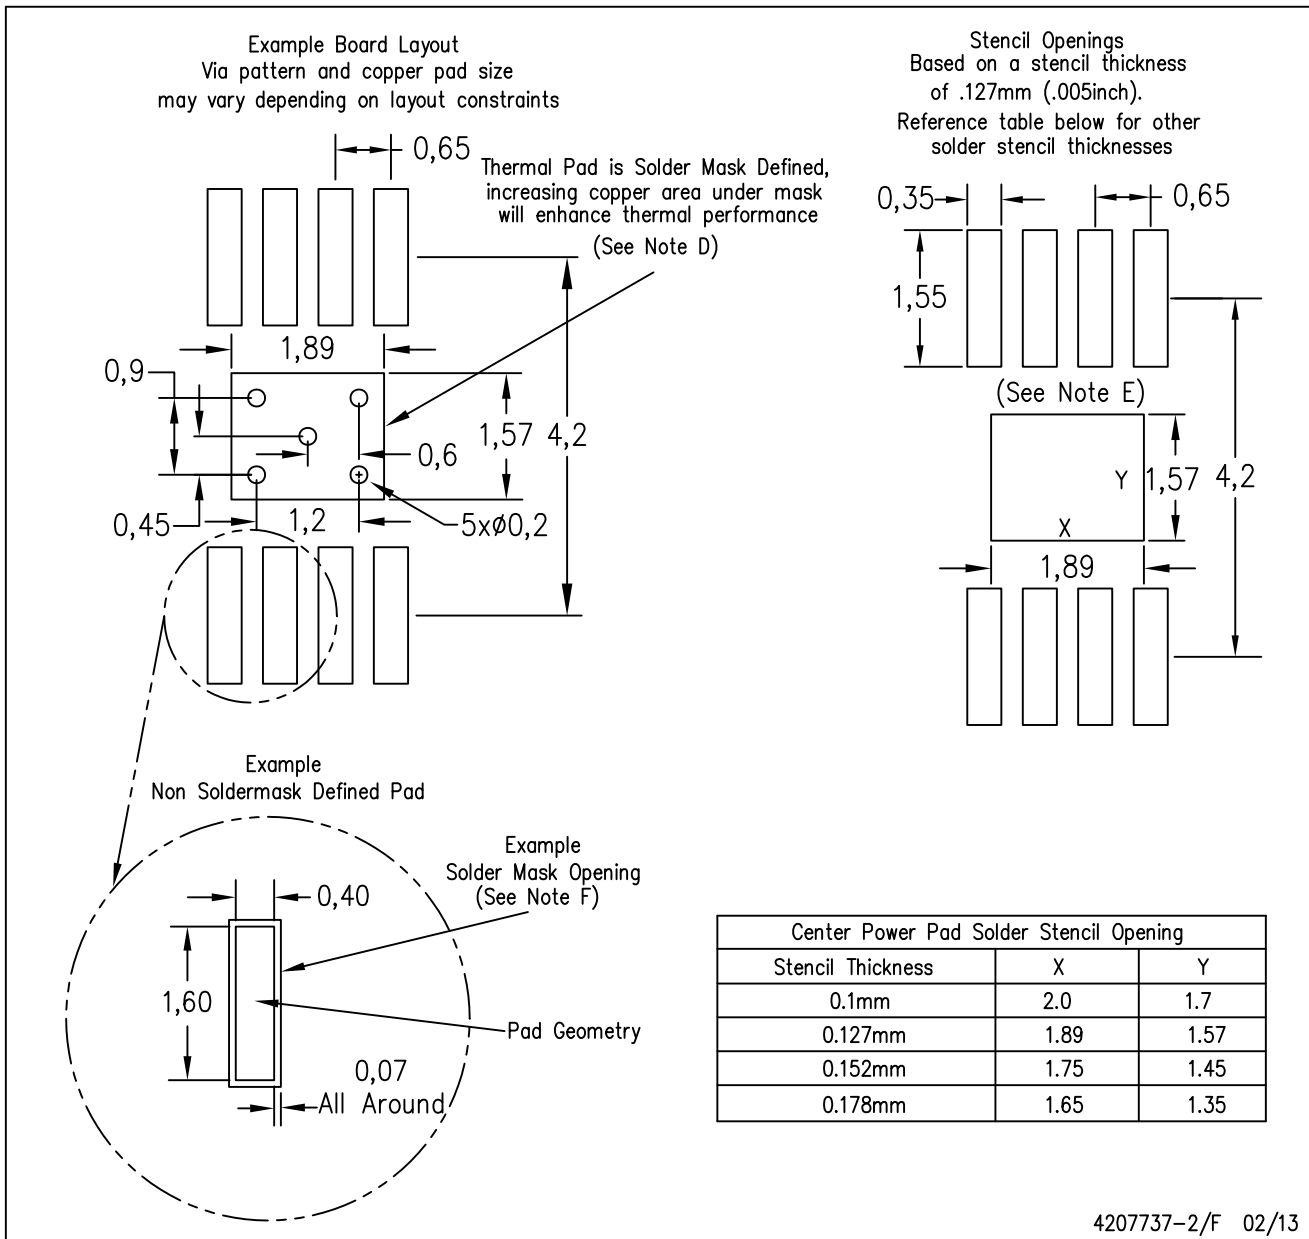 Example Board Layout
Via pattern and copper pad size
may vary depending on layout constraints
0,65
Thermal Pad is Solder Mask Defined,
increasing copper area under mask
will enhance thermal performance
(See Note D)
1,89
0,9
1,57
4,2
0,6
0,45
1,2
5xø0,2
Stencil Openings
Based on a stencil thickness
of .127mm (.005inch).
Reference table below for other
solder stencil thicknesses
0,35
0,65
1,55
(See Note E)
Y
1,57
4,2
X
1,89
Example
Non Soldermask Defined Pad
Example
Solder Mask Opening
(See Note F)
0,40
1,60
Pad Geometry
0,07
All Around
Center Power Pad Solder Stencil Opening
Stencil Thickness X Y
0.1mm 2.0 1.7
0.127mm 1.89 1.57
0.152mm 1.75 1.45
0.178mm 1.65 1.35
4207737-2/F 02/13